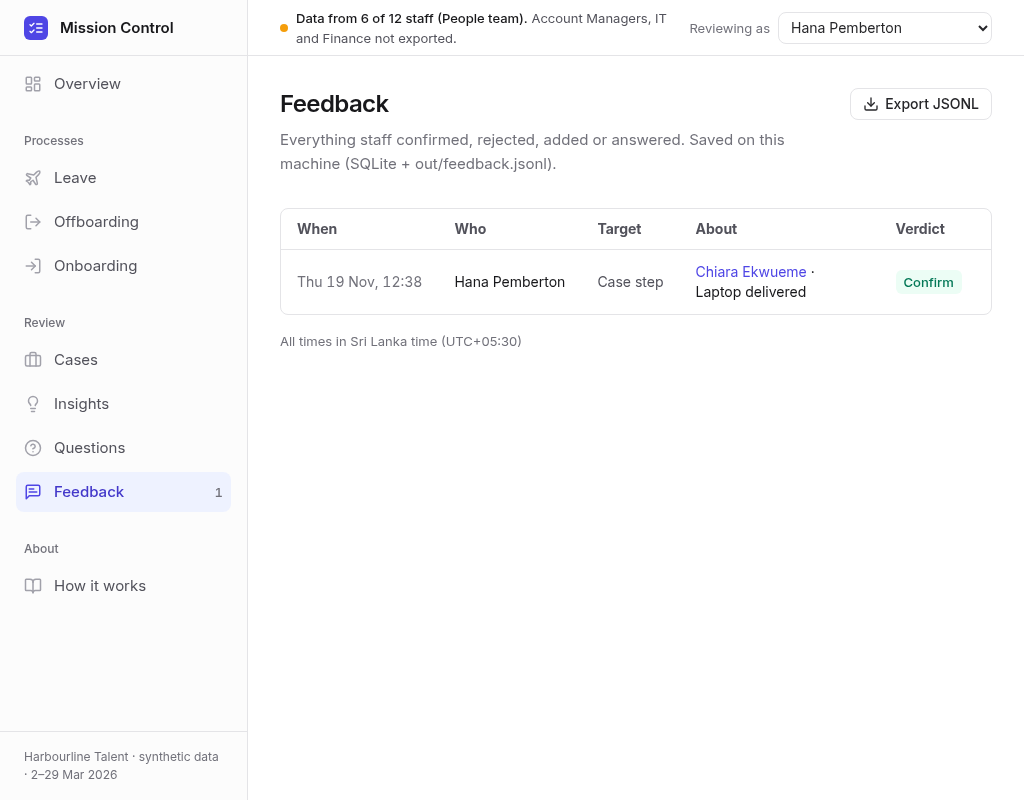 Mission Control
Data from 6 of 12 staff (People team). Account Managers, IT
and Finance not exported.
Reviewing as
Hana Pemberton
Overview
Processes
Leave
Offboarding
Onboarding
Review
Cases
Insights
Questions
Feedback 1
About
How it works
Harbourline Talent · synthetic data
· 2–29 Mar 2026
Feedback
Export JSONL
Everything staff confirmed, rejected, added or answered. Saved on this
machine (SQLite + out/feedback.jsonl).
When Who Target About Verdict
Thu 19 Nov, 12:38 Hana Pemberton Case step Chiara Ekwueme · Confirm
Laptop delivered
All times in Sri Lanka time (UTC+05:30)